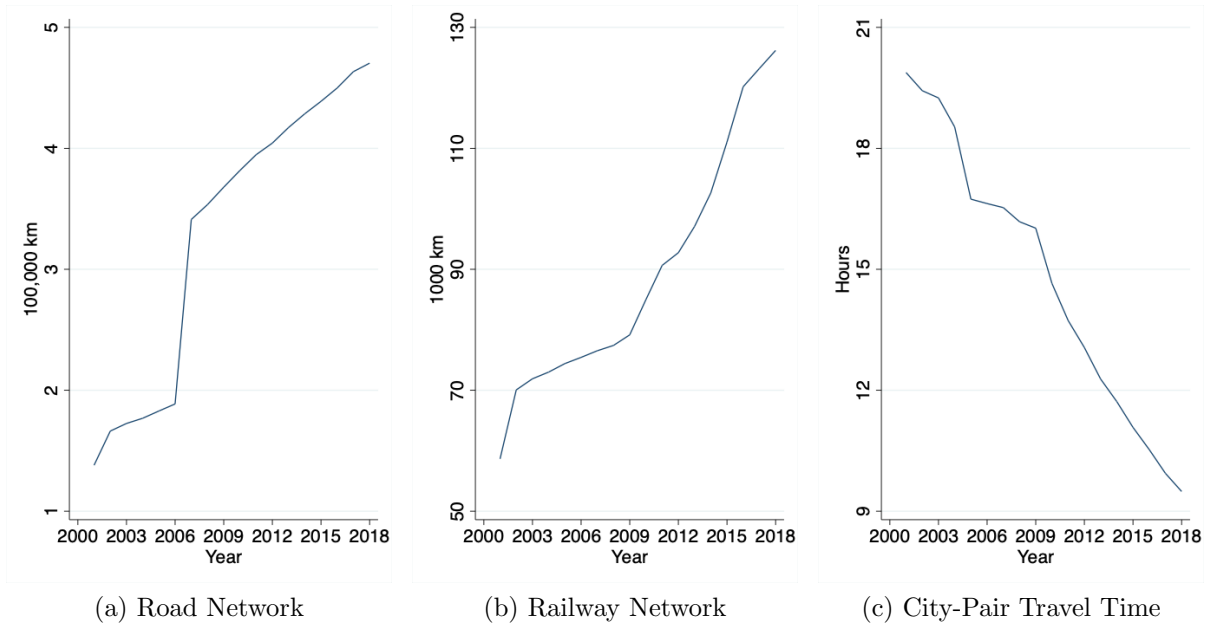 5
4
3
2
1
100,000 km
2000 2003 2006 2009 2012 2015 2018
Year
(a) Road Network
130
110
90
70
50
1000 km
2000 2003 2006 2009 2012 2015 2018
Year
(b) Railway Network
21
18
15
12
9
Hours
2000 2003 2006 2009 2012 2015 2018
Year
(c) City-Pair Travel Time